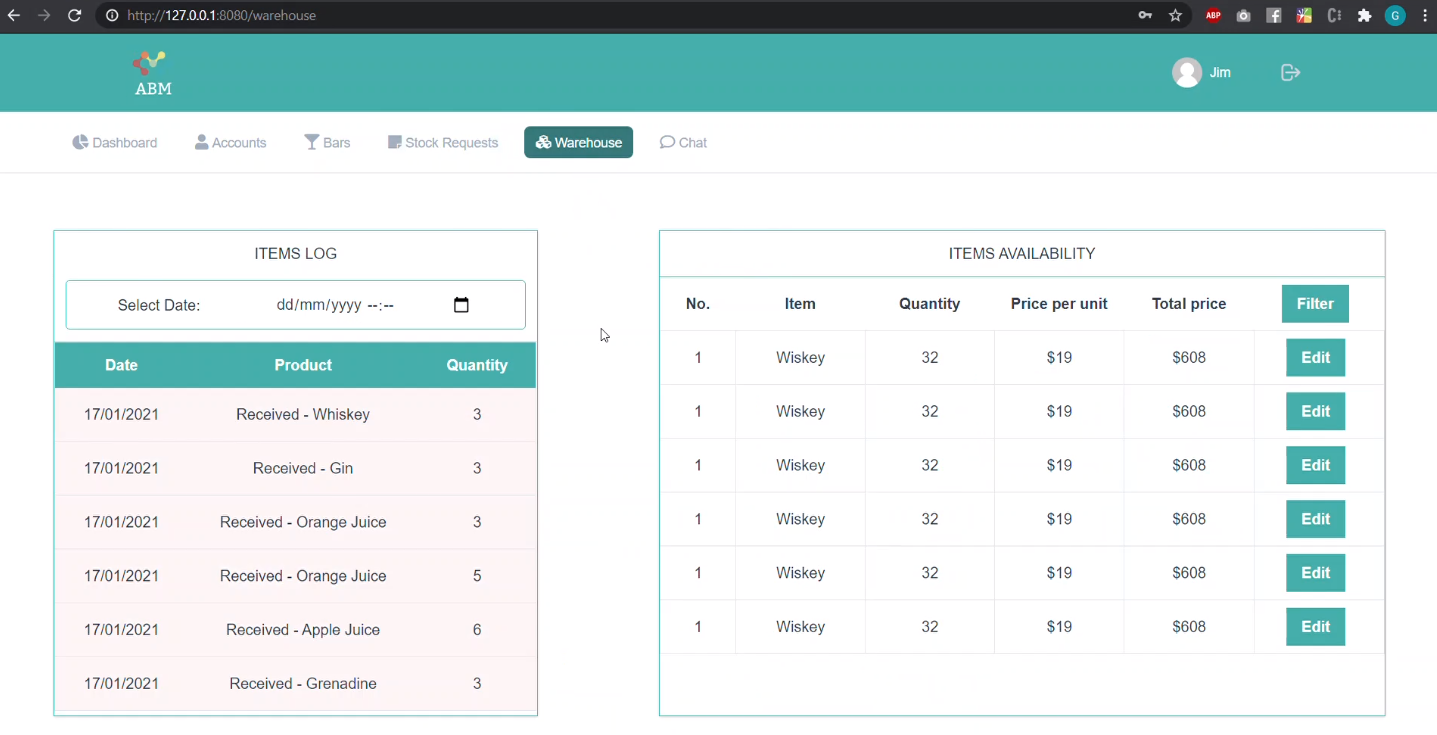 http://127.0.0.1:8080/warehouse
ABP
G
ABM
Jim
Dashboard Accounts Bars Stock Requests Warehouse Chat
ITEMS LOG
Select Date: dd/mm/yyyy --:--
Date Product Quantity
17/01/2021 Received - Whiskey 3
17/01/2021 Received - Gin 3
17/01/2021 Received - Orange Juice 3
17/01/2021 Received - Orange Juice 5
17/01/2021 Received - Apple Juice 6
17/01/2021 Received - Grenadine 3
ITEMS AVAILABILITY
No. Item Quantity Price per unit Total price Filter
1 Wiskey 32 $19 $608 Edit
1 Wiskey 32 $19 $608 Edit
1 Wiskey 32 $19 $608 Edit
1 Wiskey 32 $19 $608 Edit
1 Wiskey 32 $19 $608 Edit
1 Wiskey 32 $19 $608 Edit